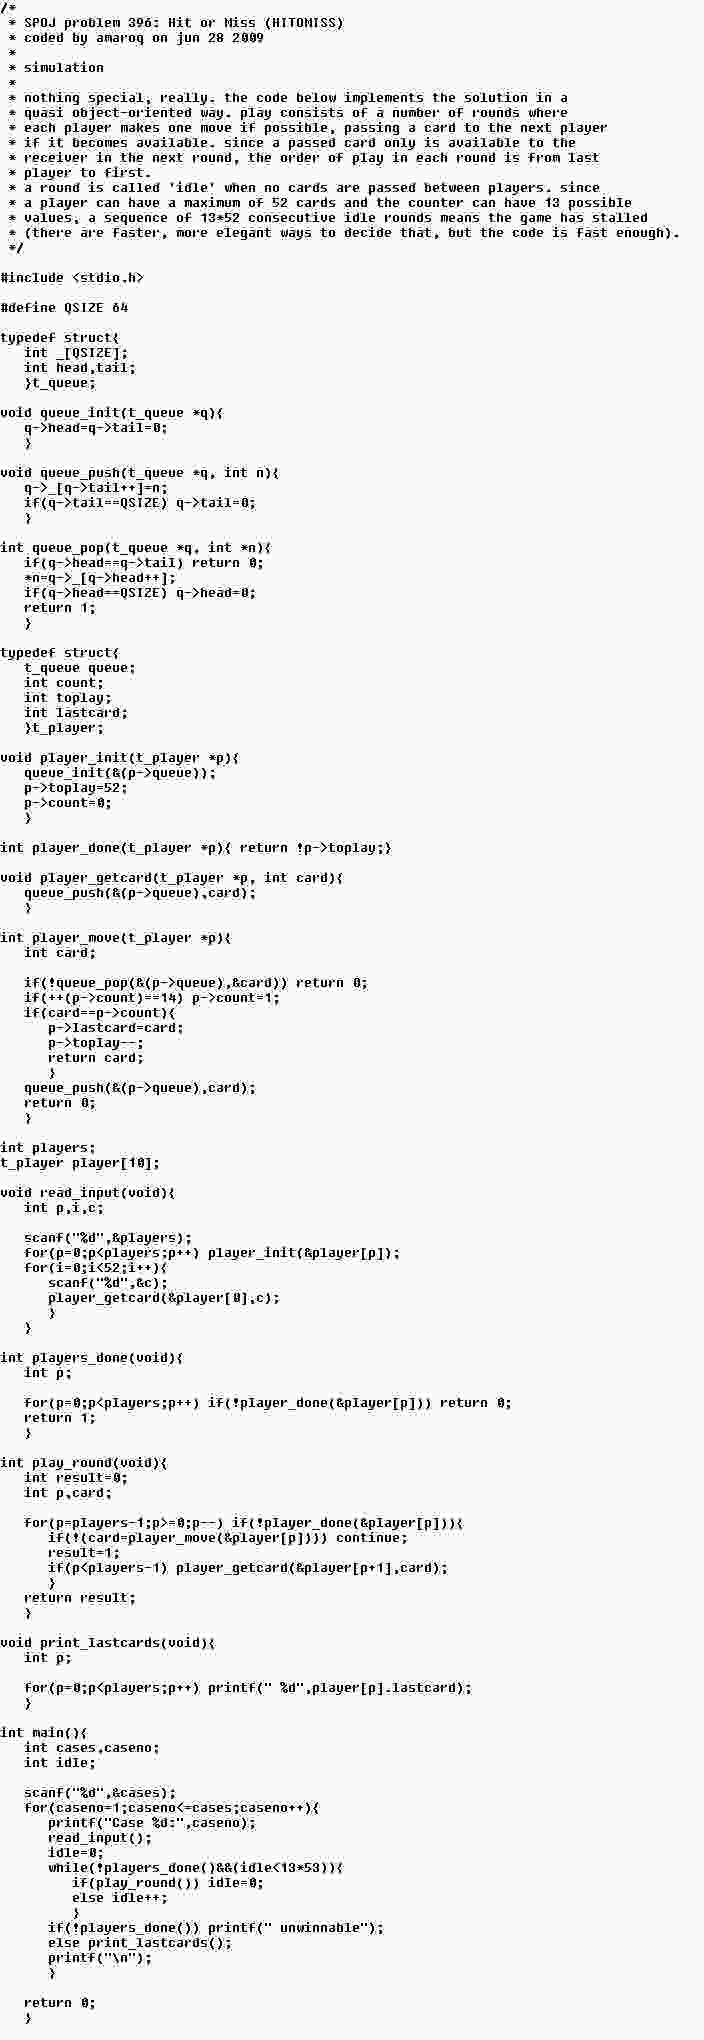 /*
 * SPOJ problem 396: Hit or Miss (HITOMISS)
 * coded by amaroq on jun 28 2009
 *
 * simulation
 *
 * nothing special, really. the code below implements the solution in a
 * quasi object-oriented way. play consists of a number of rounds where
 * each player makes one move if possible, passing a card to the next player
 * if it becomes available. since a passed card only is available to the
 * receiver in the next round, the order of play in each round is from last
 * player to first.
 * a round is called 'idle' when no cards are passed between players. since
 * a player can have a maximum of 52 cards and the counter can have 13 possible
 * values, a sequence of 13*52 consecutive idle rounds means the game has stalled
 * (there are faster, more elegant ways to decide that, but the code is fast enough).
 */

#include <stdio.h>

#define QSIZE 64

typedef struct{
   int _[QSIZE];
   int head,tail;
   }t_queue;

void queue_init(t_queue *q){
   q->head=q->tail=0;
   }

void queue_push(t_queue *q, int n){
   q->_[q->tail++]=n;
   if(q->tail==QSIZE) q->tail=0;
   }

int queue_pop(t_queue *q, int *n){
   if(q->head==q->tail) return 0;
   *n=q->_[q->head++];
   if(q->head==QSIZE) q->head=0;
   return 1;
   }

typedef struct{
   t_queue queue;
   int count;
   int toplay;
   int lastcard;
   }t_player;

void player_init(t_player *p){
   queue_init(&(p->queue));
   p->toplay=52;
   p->count=0;
   }

int player_done(t_player *p){ return !p->toplay;}

void player_getcard(t_player *p, int card){
   queue_push(&(p->queue),card);
   }

int player_move(t_player *p){
   int card;

   if(!queue_pop(&(p->queue),&card)) return 0;
   if(++(p->count)==14) p->count=1;
   if(card==p->count){
      p->lastcard=card;
      p->toplay--;
      return card;
      }
   queue_push(&(p->queue),card);
   return 0;
   }

int players;
t_player player[10];

void read_input(void){
   int p,i,c;

   scanf("%d",&players);
   for(p=0;p<players;p++) player_init(&player[p]);
   for(i=0;i<52;i++){
      scanf("%d",&c);
      player_getcard(&player[0],c);
      }
   }

int players_done(void){
   int p;

   for(p=0;p<players;p++) if(!player_done(&player[p])) return 0;
   return 1;
   }

int play_round(void){
   int result=0;
   int p,card;

   for(p=players-1;p>=0;p--) if(!player_done(&player[p])){
      if(!(card=player_move(&player[p]))) continue;
      result=1;
      if(p<players-1) player_getcard(&player[p+1],card);
      }
   return result;
   }

void print_lastcards(void){
   int p;

   for(p=0;p<players;p++) printf(" %d",player[p].lastcard);
   }

int main(){
   int cases,caseno;
   int idle;

   scanf("%d",&cases);
   for(caseno=1;caseno<=cases;caseno++){
      printf("Case %d:",caseno);
      read_input();
      idle=0;
      while(!players_done()&&(idle<13*53)){
         if(play_round()) idle=0;
         else idle++;
         }
      if(!players_done()) printf(" unwinnable");
      else print_lastcards();
      printf("\n");
      }

   return 0;
   }